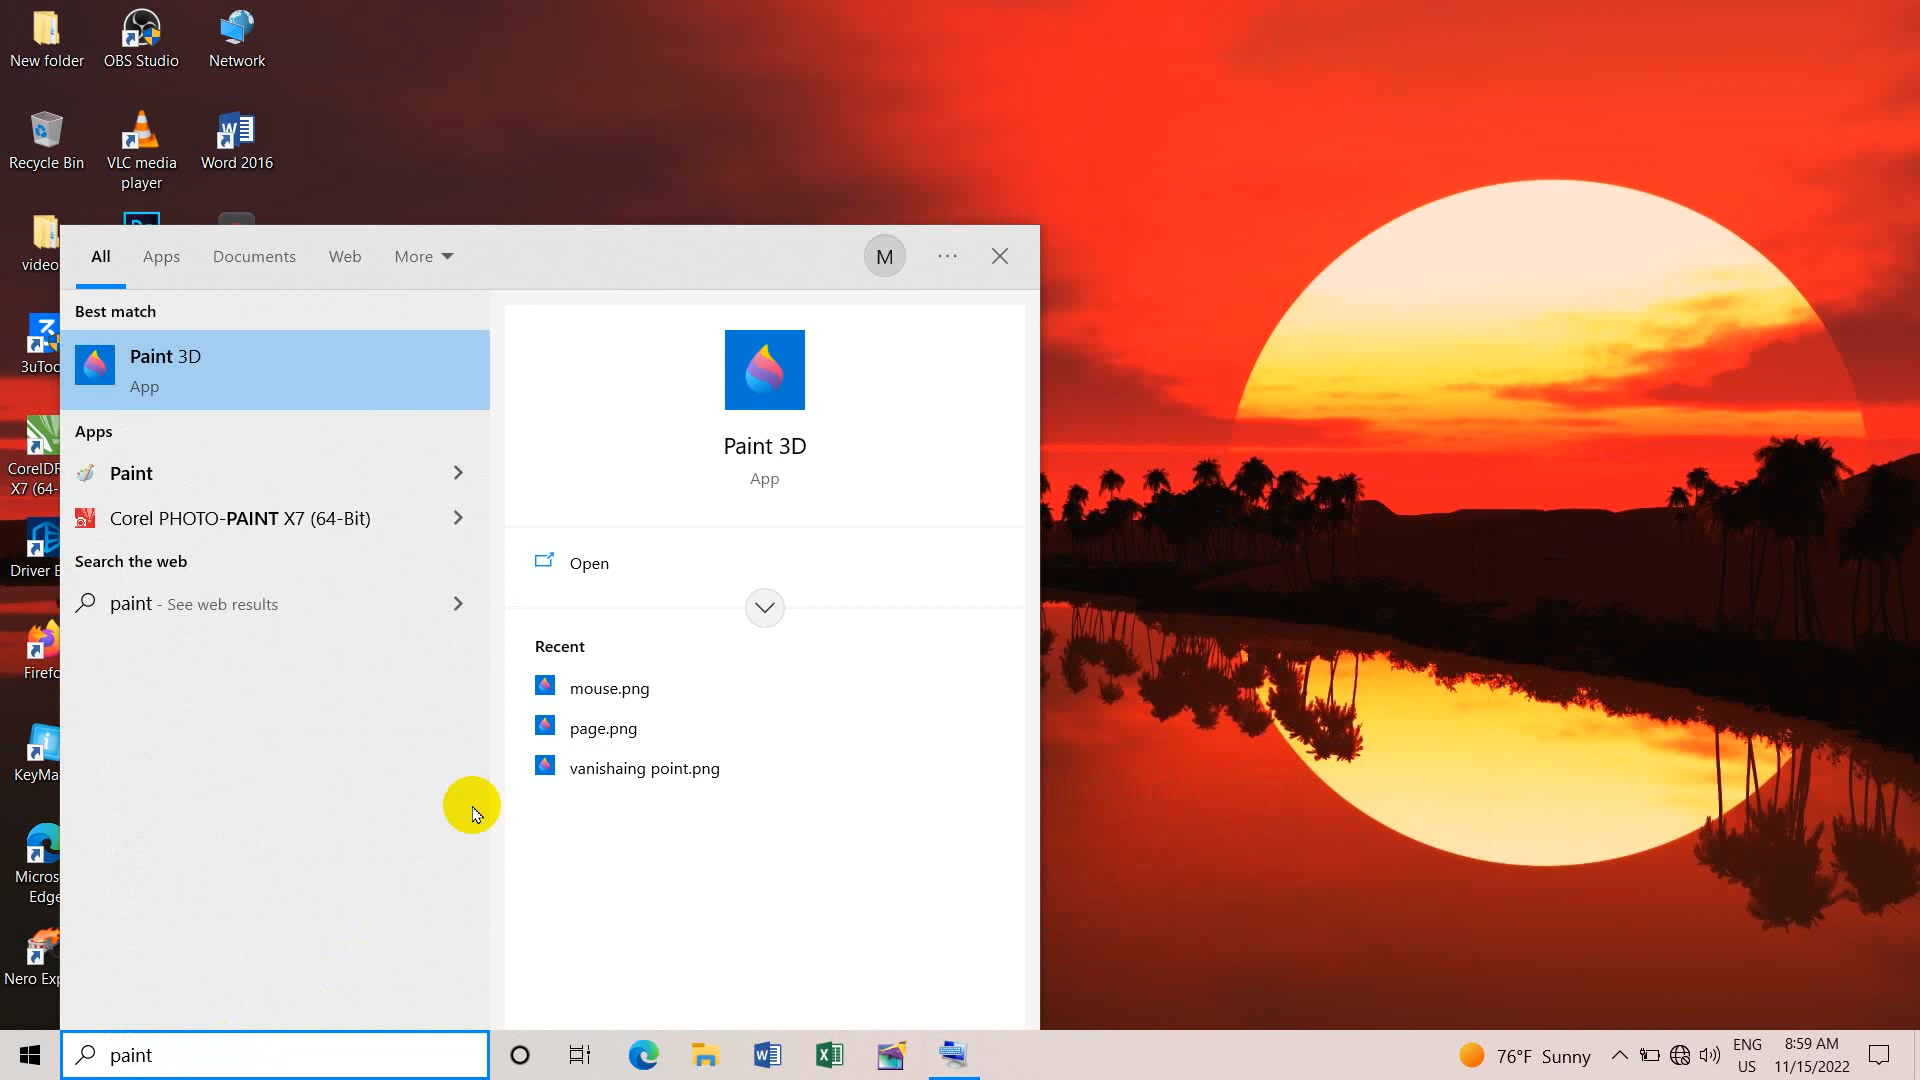 New folder
OBS Studio
Network
Recycle Bin
VLC media
player
Word 2016
video
3uToo
CorelDR
X7 (64-
Driver E
Firefo
KeyMa
Micros
Edge
Nero Exp
All
Apps
Documents
Web
More
M
Best match
Paint 3D
App
Apps
Paint
Corel PHOTO-PAINT X7 (64-Bit)
Search the web
paint - See web results
Paint 3D
App
Open
Recent
mouse.png
page.png
vanishaing point.png
paint
76°F Sunny
ENG
US
8:59 AM
11/15/2022